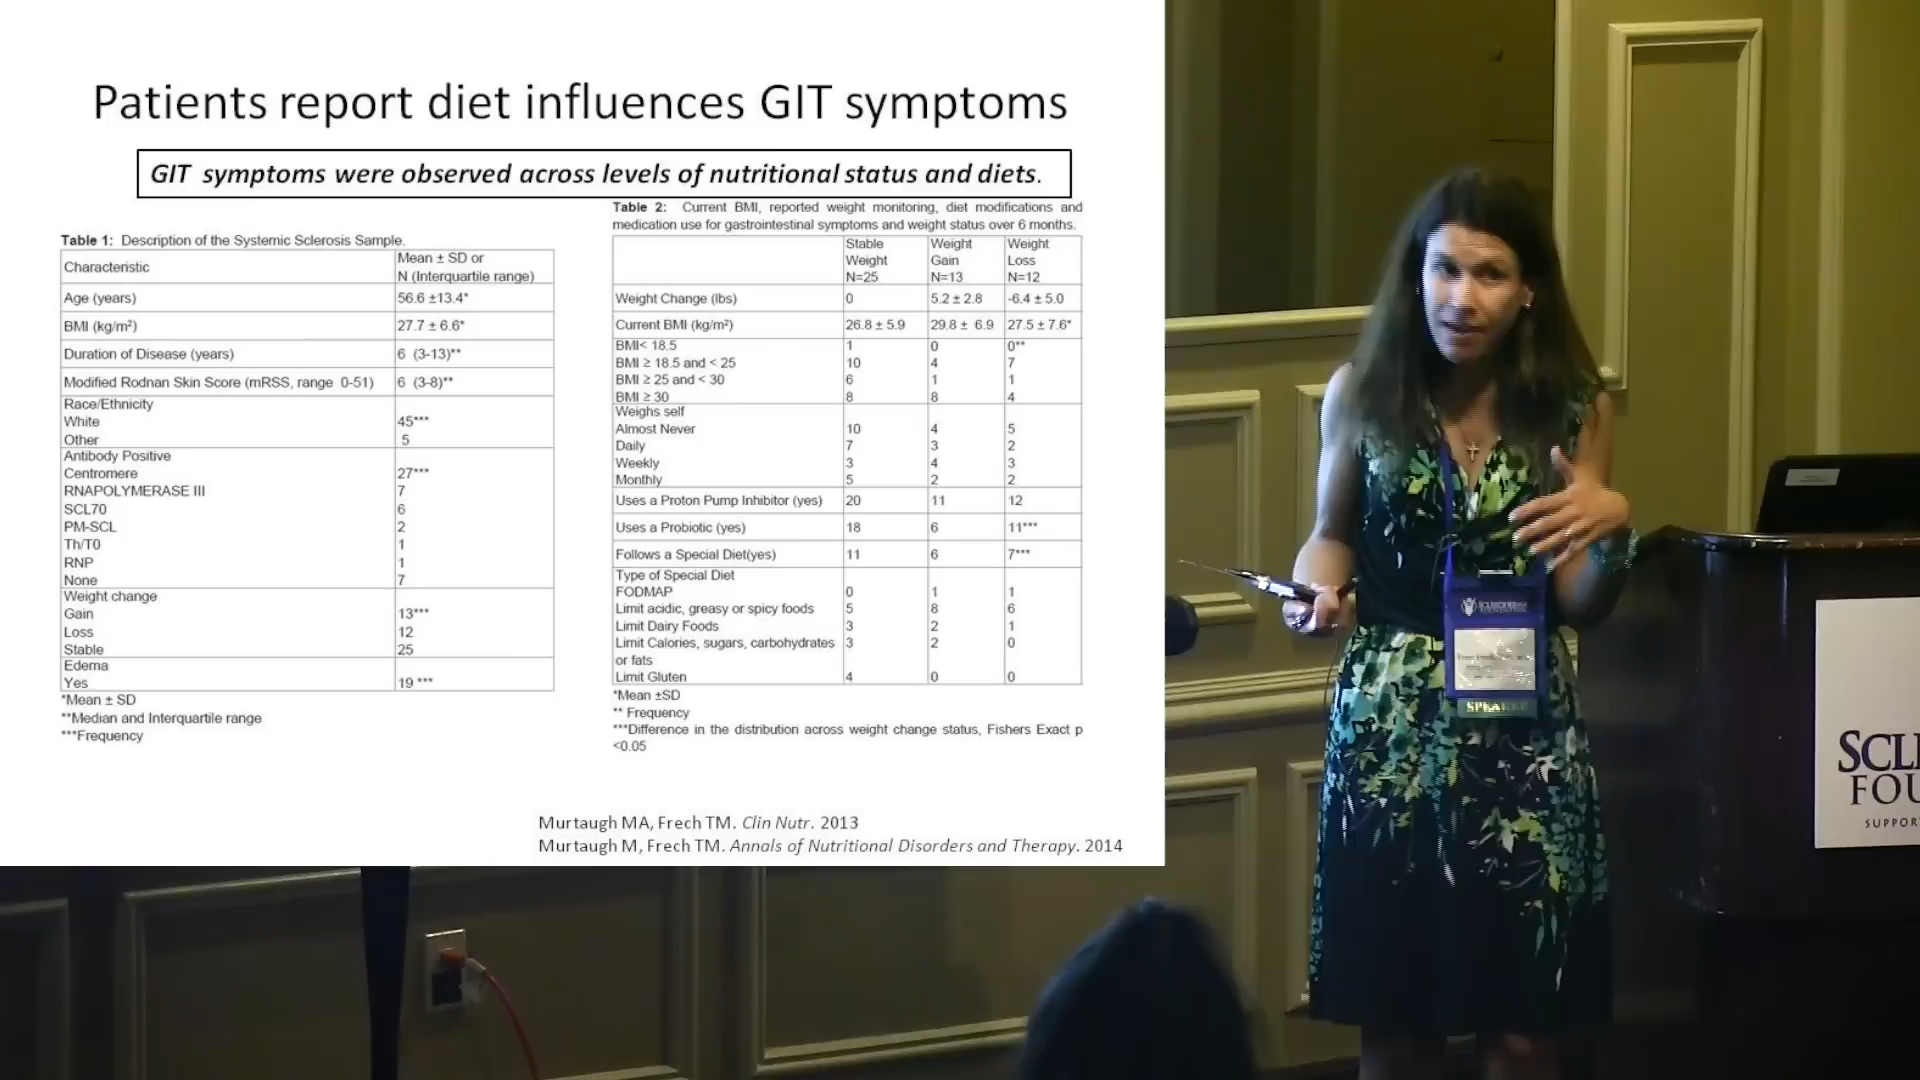 Patients report diet influences GIT symptoms
GIT symptoms were observed across levels of nutritional status and diets.
Table 1: Description of the Systemic Sclerosis Sample.
Characteristic
Mean ± SD or
N (Interquartile range)
Age (years) 56.6 ±13.4*
BMI (kg/m²) 27.7 ± 6.6*
Duration of Disease (years) 6 (3-13)**
Modified Rodnan Skin Score (mRSS, range 0-51) 6 (3-8)**
Race/Ethnicity
White 45***
Other 5
Antibody Positive
Centromere 27***
RNAPOLYMERASE III 7
SCL70 6
PM-SCL 2
Th/T0 1
RNP 1
None 7
Weight change
Gain 13***
Loss 12
Stable 25
Edema
Yes 19 ***
*Mean ± SD
**Median and Interquartile range
***Frequency
Table 2: Current BMI, reported weight monitoring, diet modifications and
medication use for gastrointestinal symptoms and weight status over 6 months.
Stable Weight Weight
Weight Gain Loss
N=25 N=13 N=12
Weight Change (lbs) 0 5.2 ± 2.8 -6.4 ± 5.0
Current BMI (kg/m²) 26.8 ± 5.9 29.8 ± 6.9 27.5 ± 7.6*
BMI< 18.5 1 0 0**
BMI ≥ 18.5 and < 25 10 4 7
BMI ≥ 25 and < 30 6 1 1
BMI ≥ 30 8 8 4
Weighs self
Almost Never 10 4 5
Daily 7 3 2
Weekly 3 4 3
Monthly 5 2 2
Uses a Proton Pump Inhibitor (yes) 20 11 12
Uses a Probiotic (yes) 18 6 11***
Follows a Special Diet(yes) 11 6 7***
Type of Special Diet
FODMAP 0 1 1
Limit acidic, greasy or spicy foods 5 8 6
Limit Dairy Foods 3 2 1
Limit Calories, sugars, carbohydrates 3 2 0
or fats
Limit Gluten 4 0 0
*Mean ±SD
** Frequency
***Difference in the distribution across weight change status, Fishers Exact p
<0.05
Murtaugh MA, Frech TM. Clin Nutr. 2013
Murtaugh M, Frech TM. Annals of Nutritional Disorders and Therapy. 2014
SCLERODERMA
SPEAKER
SCL
FOU
SUPPOR